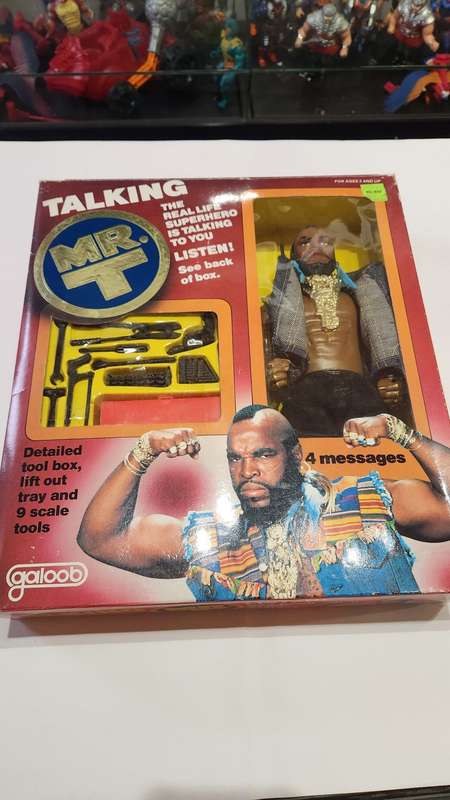 FOR AGES 3 AND UP
TALKING
MR.
T
THE
REAL LIFE
SUPERHERO
IS TALKING
TO YOU
LISTEN!
See back
of box.
4 messages
Detailed
tool box,
lift out
tray and
9 scale
tools
galoob